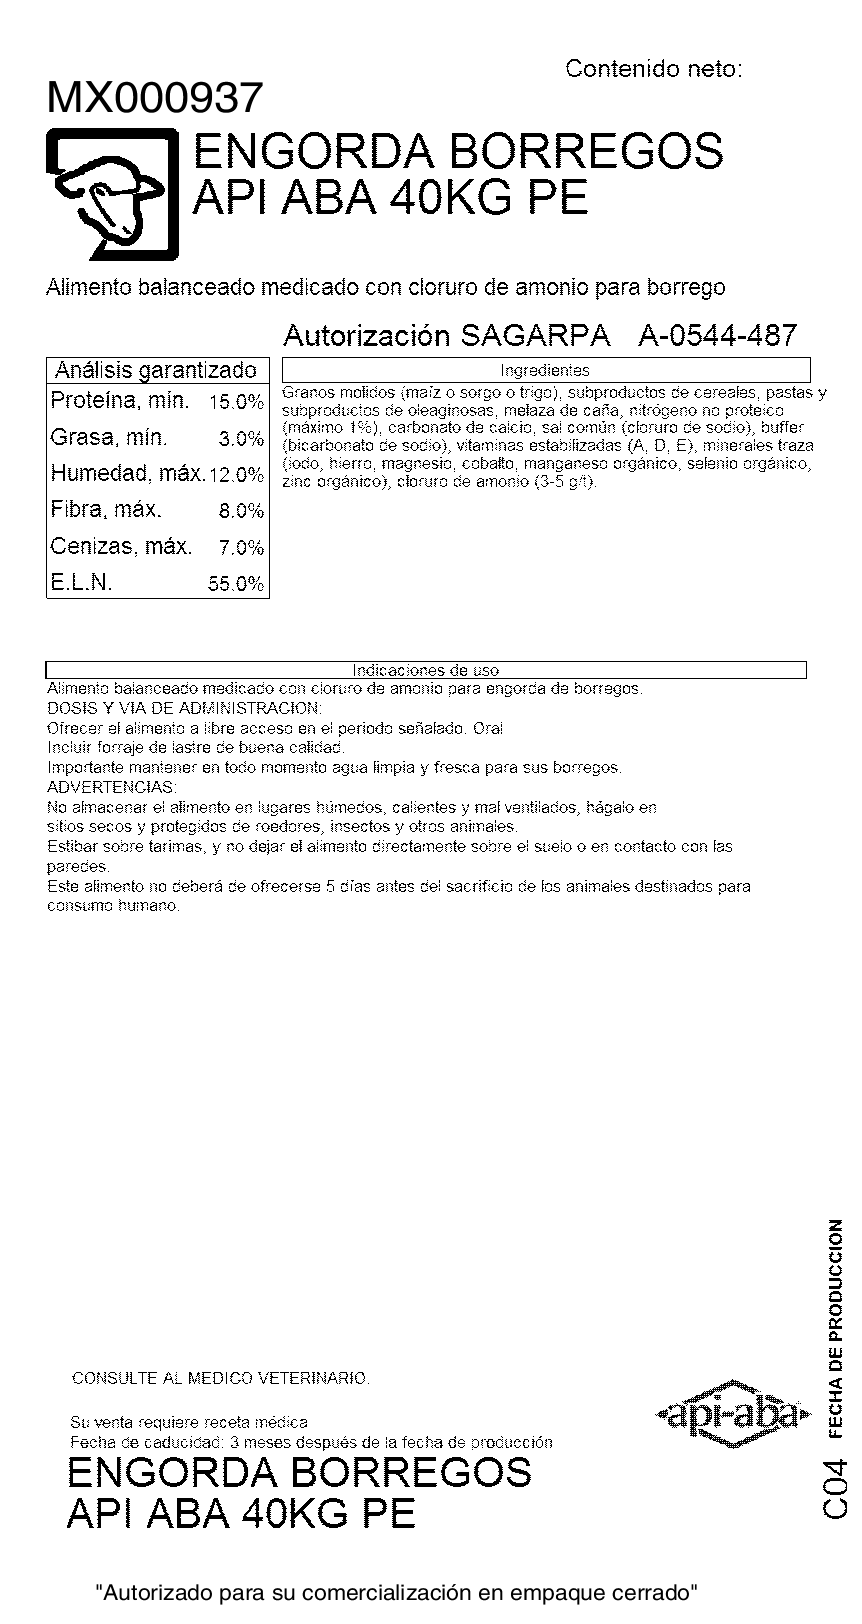 Contenido neto:
MX000937
ENGORDA BORREGOS
API ABA 40KG PE
Alimento balanceado medicado con cloruro de amonio para borrego
Autorización SAGARPA A-0544-487
Análisis garantizado
Proteína, mín. 15.0%
Grasa, mín. 3.0%
Humedad, máx. 12.0%
Fibra, máx. 8.0%
Cenizas, máx. 7.0%
E.L.N. 55.0%
Ingredientes
Granos molidos (maíz o sorgo o trigo), subproductos de cereales, pastas y
subproductos de oleaginosas, melaza de caña, nitrógeno no proteico
(máximo 1%), carbonato de calcio, sal común (cloruro de sodio), buffer
(bicarbonato de sodio), vitaminas estabilizadas (A, D, E), minerales traza
(iodo, hierro, magnesio, cobalto, manganeso orgánico, selenio orgánico,
zinc orgánico), cloruro de amonio (3-5 g/t).
Indicaciones de uso
Alimento balanceado medicado con cloruro de amonio para engorda de borregos.
DOSIS Y VIA DE ADMINISTRACION:
Ofrecer el alimento a libre acceso en el periodo señalado. Oral
Incluir forraje de lastre de buena calidad.
Importante mantener en todo momento agua limpia y fresca para sus borregos.
ADVERTENCIAS:
No almacenar el alimento en lugares húmedos, calientes y mal ventilados, hágalo en
sitios secos y protegidos de roedores, insectos y otros animales.
Estibar sobre tarimas, y no dejar el alimento directamente sobre el suelo o en contacto con las
paredes.
Este alimento no deberá de ofrecerse 5 días antes del sacrificio de los animales destinados para
consumo humano.
CONSULTE AL MEDICO VETERINARIO.
Su venta requiere receta médica
Fecha de caducidad: 3 meses después de la fecha de producción
ENGORDA BORREGOS
API ABA 40KG PE
api-aba
C04 FECHA DE PRODUCCION
"Autorizado para su comercialización en empaque cerrado"